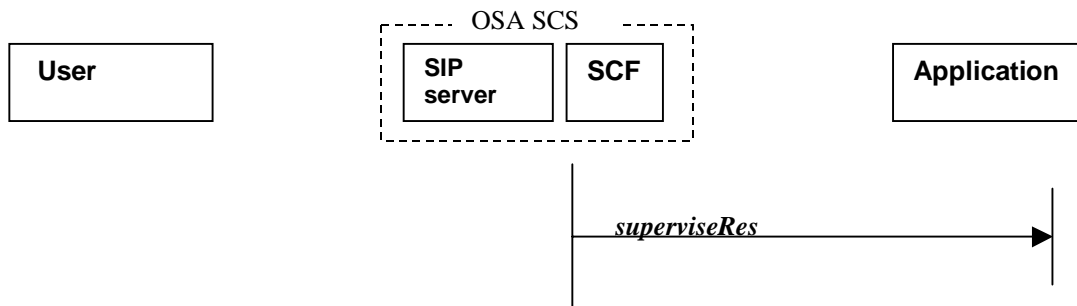 OSA SCS
User
SIP
server
SCF
Application
superviseRes